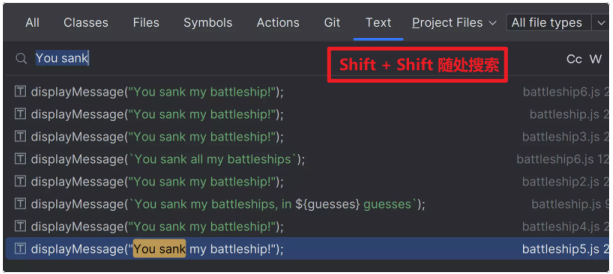 All Classes Files Symbols Actions Git Text Project Files All file types
You sank Shift + Shift 随处搜索 Cc W
displayMessage("You sank my battleship!"); battleship6.js 2
displayMessage("You sank my battleship!"); battleship.js 2
displayMessage("You sank my battleship!"); battleship3.js 2
displayMessage(`You sank all my battleships`); battleship6.js 12
displayMessage("You sank my battleship!"); battleship2.js 2
displayMessage(`You sank my battleships, in ${guesses} guesses`); battleship.js 9
displayMessage("You sank my battleship!"); battleship4.js 2
displayMessage("You sank my battleship!"); battleship5.js 2